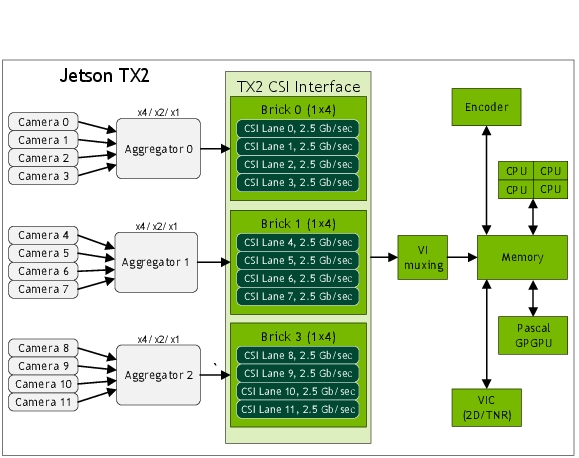 Jetson TX2
TX2 CSI Interface
x4/ x2/ x1
Camera 0
Camera 1
Camera 2
Camera 3
Aggregator 0
Brick 0 (1x4)
CSI Lane 0, 2.5 Gb/sec
CSI Lane 1, 2.5 Gb/sec
CSI Lane 2, 2.5 Gb/sec
CSI Lane 3, 2.5 Gb/sec
x4/ x2/ x1
Camera 4
Camera 5
Camera 6
Camera 7
Aggregator 1
Brick 1 (1x4)
CSI Lane 4, 2.5 Gb/sec
CSI Lane 5, 2.5 Gb/sec
CSI Lane 6, 2.5 Gb/sec
CSI Lane 7, 2.5 Gb/sec
x4/ x2/ x1
Camera 8
Camera 9
Camera 10
Camera 11
Aggregator 2
Brick 3 (1x4)
CSI Lane 8, 2.5 Gb/sec
CSI Lane 9, 2.5 Gb/sec
CSI Lane 10, 2.5 Gb/sec
CSI Lane 11, 2.5 Gb/sec
VI
muxing
Encoder
CPU CPU
CPU CPU
Memory
Pascal
GPGPU
VIC
(2D/TNR)